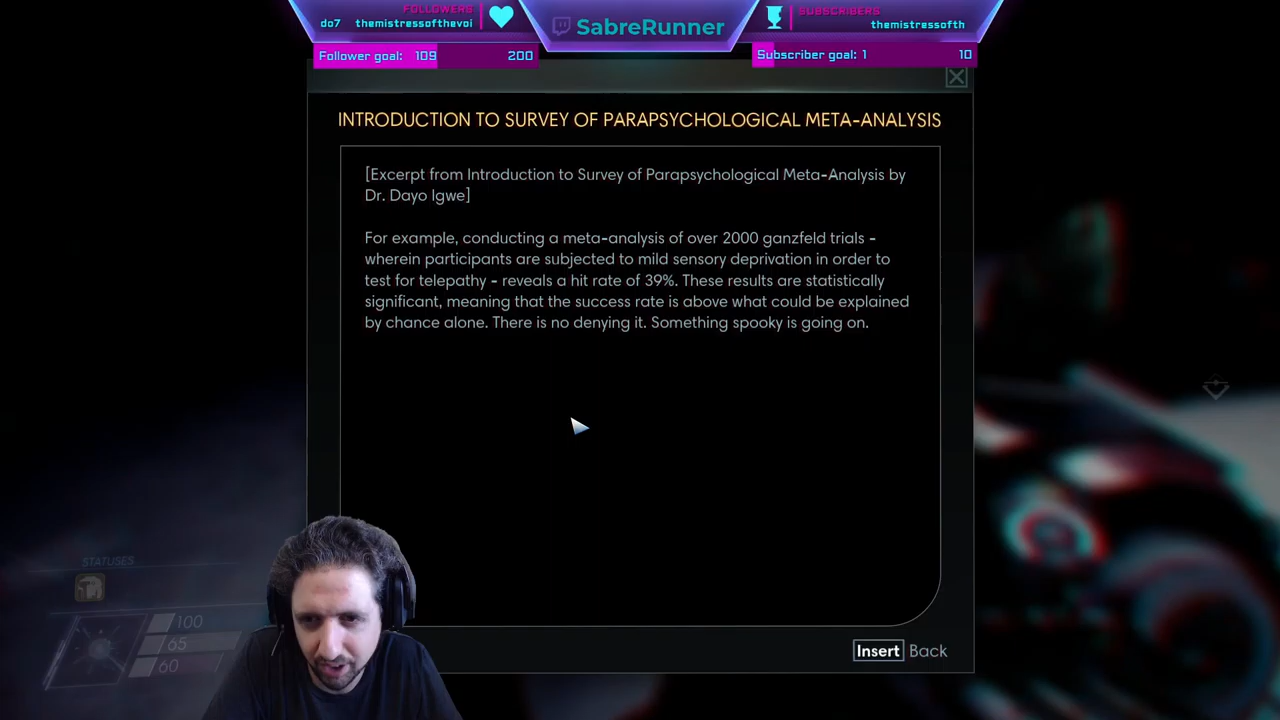 FOLLOWERS
do7 themistressofthevoi
SabreRunner
SUBSCRIBERS
themistressofth
Follower goal: 109 200
Subscriber goal: 1 10
INTRODUCTION TO SURVEY OF PARAPSYCHOLOGICAL META-ANALYSIS
[Excerpt from Introduction to Survey of Parapsychological Meta-Analysis by
Dr. Dayo Igwe]
For example, conducting a meta-analysis of over 2000 ganzfeld trials -
wherein participants are subjected to mild sensory deprivation in order to
test for telepathy - reveals a hit rate of 39%. These results are statistically
significant, meaning that the success rate is above what could be explained
by chance alone. There is no denying it. Something spooky is going on.
STATUSES
100
65
60
Insert Back